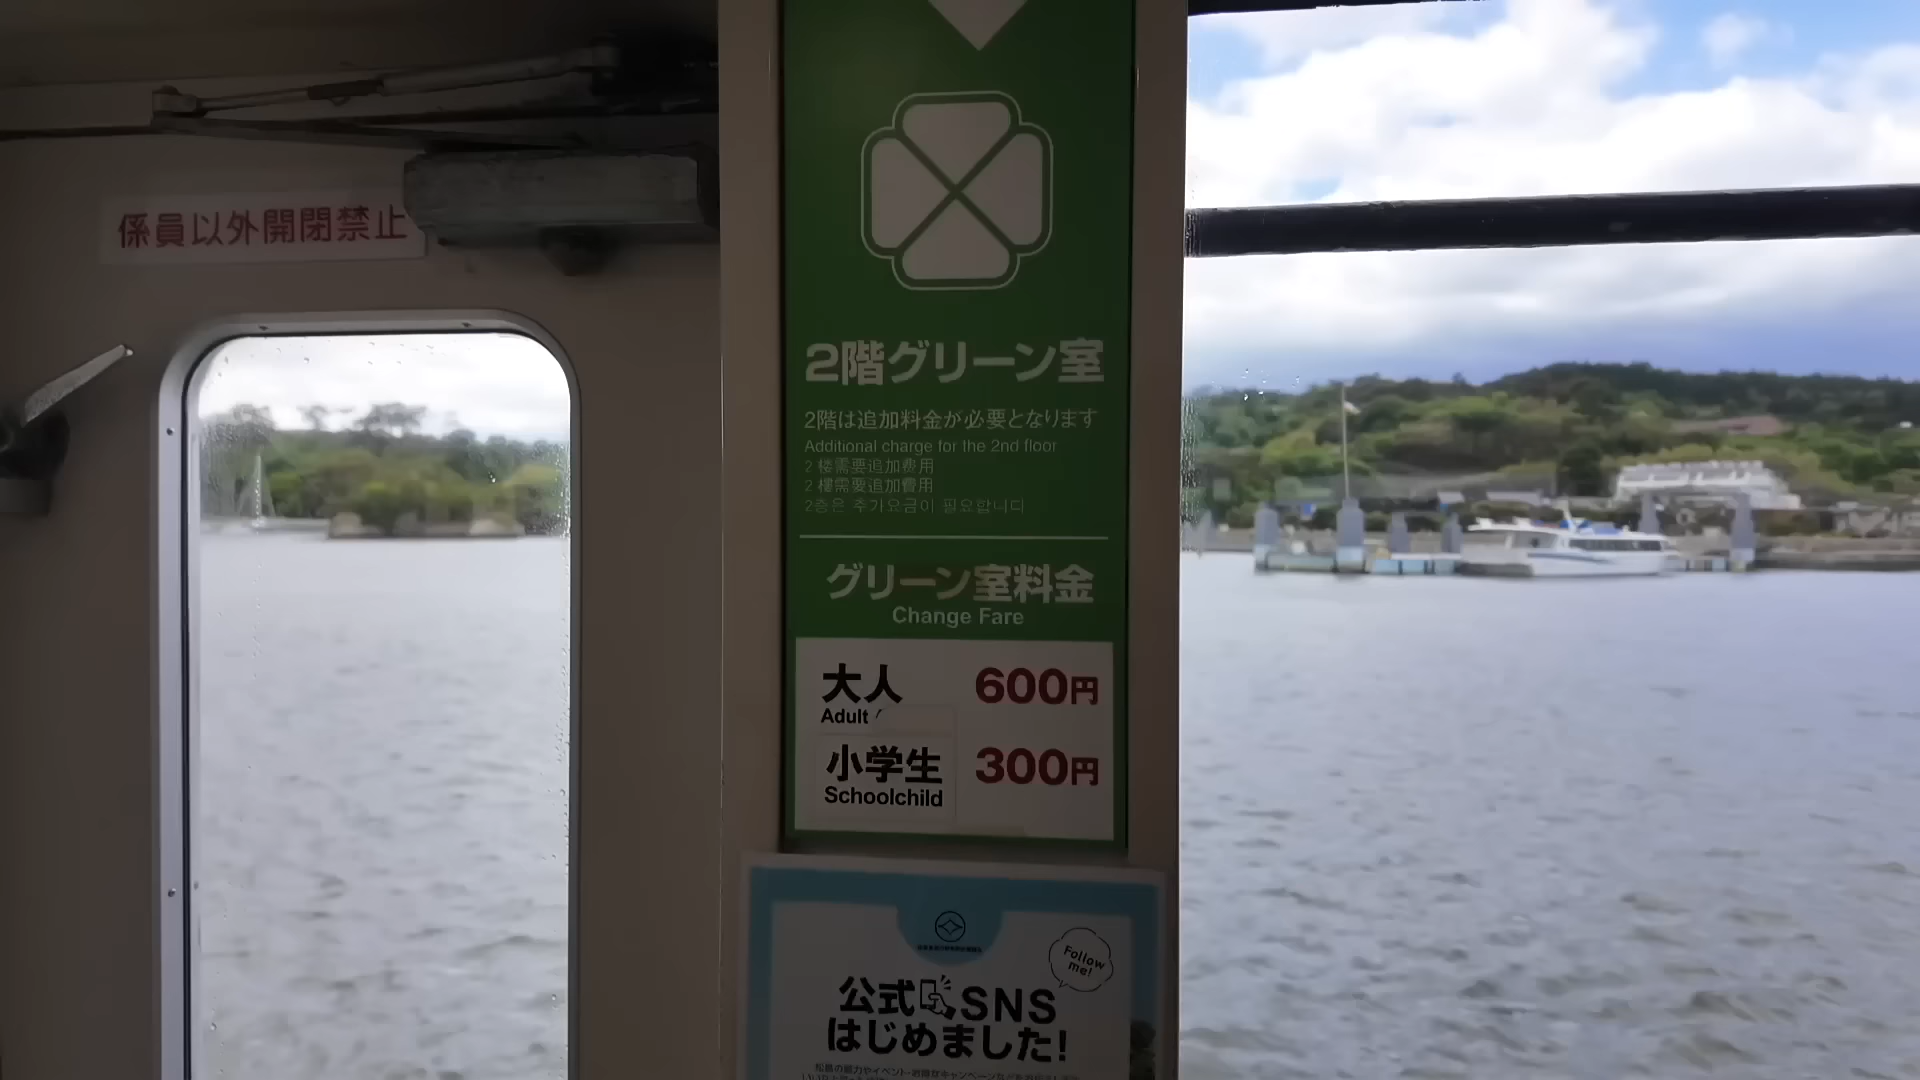 係員以外開閉禁止
2階グリーン室
2階は追加料金が必要となります
Additional charge for the 2nd floor
2 楼需要追加费用
2 樓需要追加費用
2층은 추가요금이 필요합니다
グリーン室料金
Change Fare
大人 600円
Adult
小学生 300円
Schoolchild
Follow me!
公式SNS
はじめました!